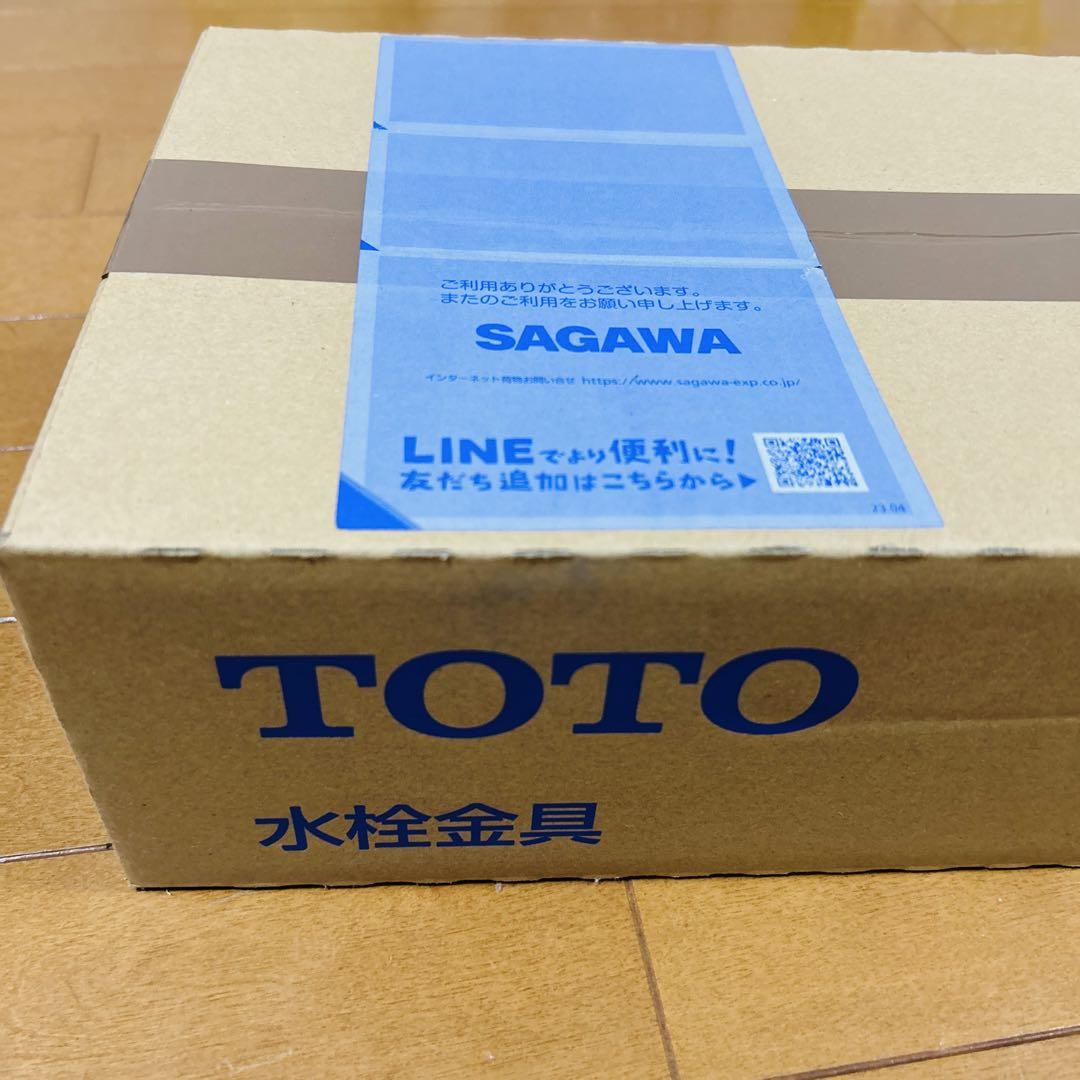 ご利用ありがとうございます。
またのご利用をお願い申し上げます。
SAGAWA
インターネット荷物お問い合せ https://www.sagawa-exp.co.jp/
LINEでより便利に!
友だち追加はこちらから▶
23.04
TOTO
水栓金具